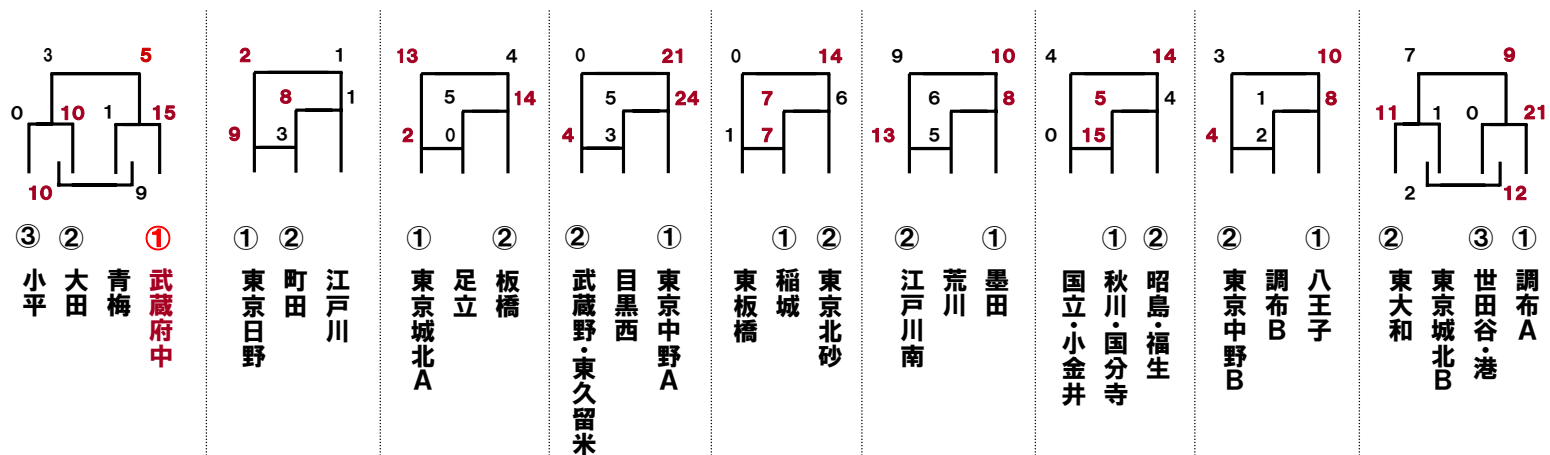 3 5
0 10 1 15
10 9
③ ② ①
小平
大田
青梅
武蔵府中
2 1
8 1
9 3
① ②
東京日野
町田
江戸川
13 4
5 14
2 0
① ②
東京城北A
足立
板橋
0 21
5 24
4 3
② ①
武蔵野・東久留米
目黒西
東京中野A
0 14
7 6
1 7
① ②
東板橋
稲城
東京北砂
9 10
6 8
13 5
② ①
江戸川南
荒川
墨田
4 14
5 4
0 15
① ②
国立・小金井
秋川・国分寺
昭島・福生
3 10
1 8
4 2
② ①
東京中野B
調布B
八王子
7 9
11 1 0 21
2 12
② ③ ①
東大和
東京城北B
世田谷・港
調布A